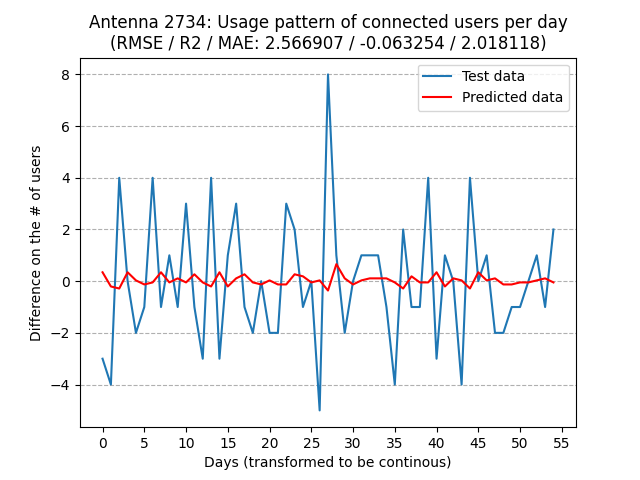 Antenna 2734: Usage pattern of connected users per day
(RMSE / R2 / MAE: 2.566907 / -0.063254 / 2.018118)
Test data
Predicted data
Difference on the # of users
8
6
4
2
0
−2
−4
0 5 10 15 20 25 30 35 40 45 50 55
Days (transformed to be continous)